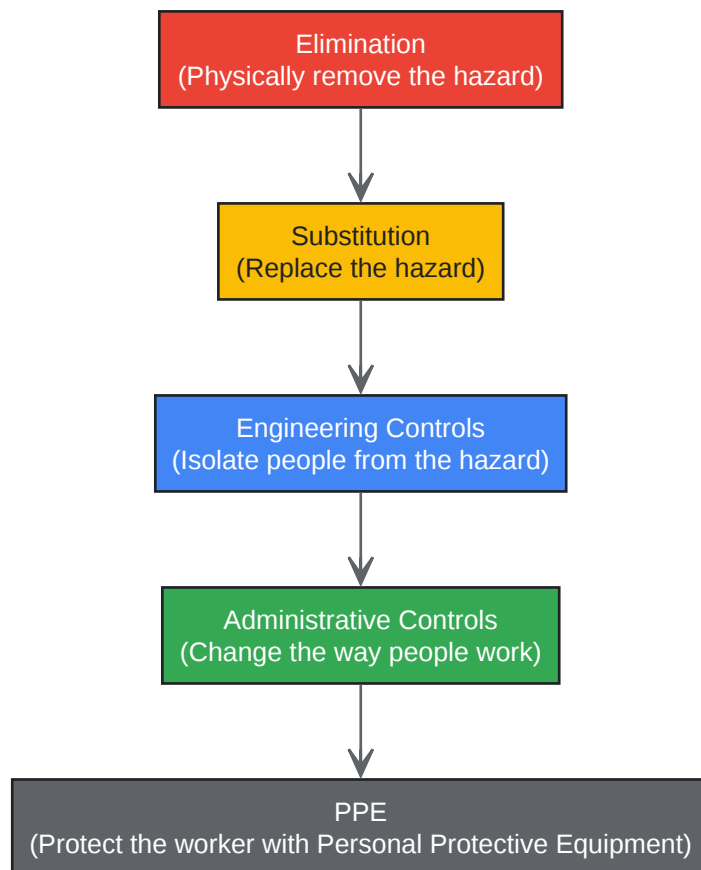 Elimination
(Physically remove the hazard)
Substitution
(Replace the hazard)
Engineering Controls
(Isolate people from the hazard)
Administrative Controls
(Change the way people work)
PPE
(Protect the worker with Personal Protective Equipment)